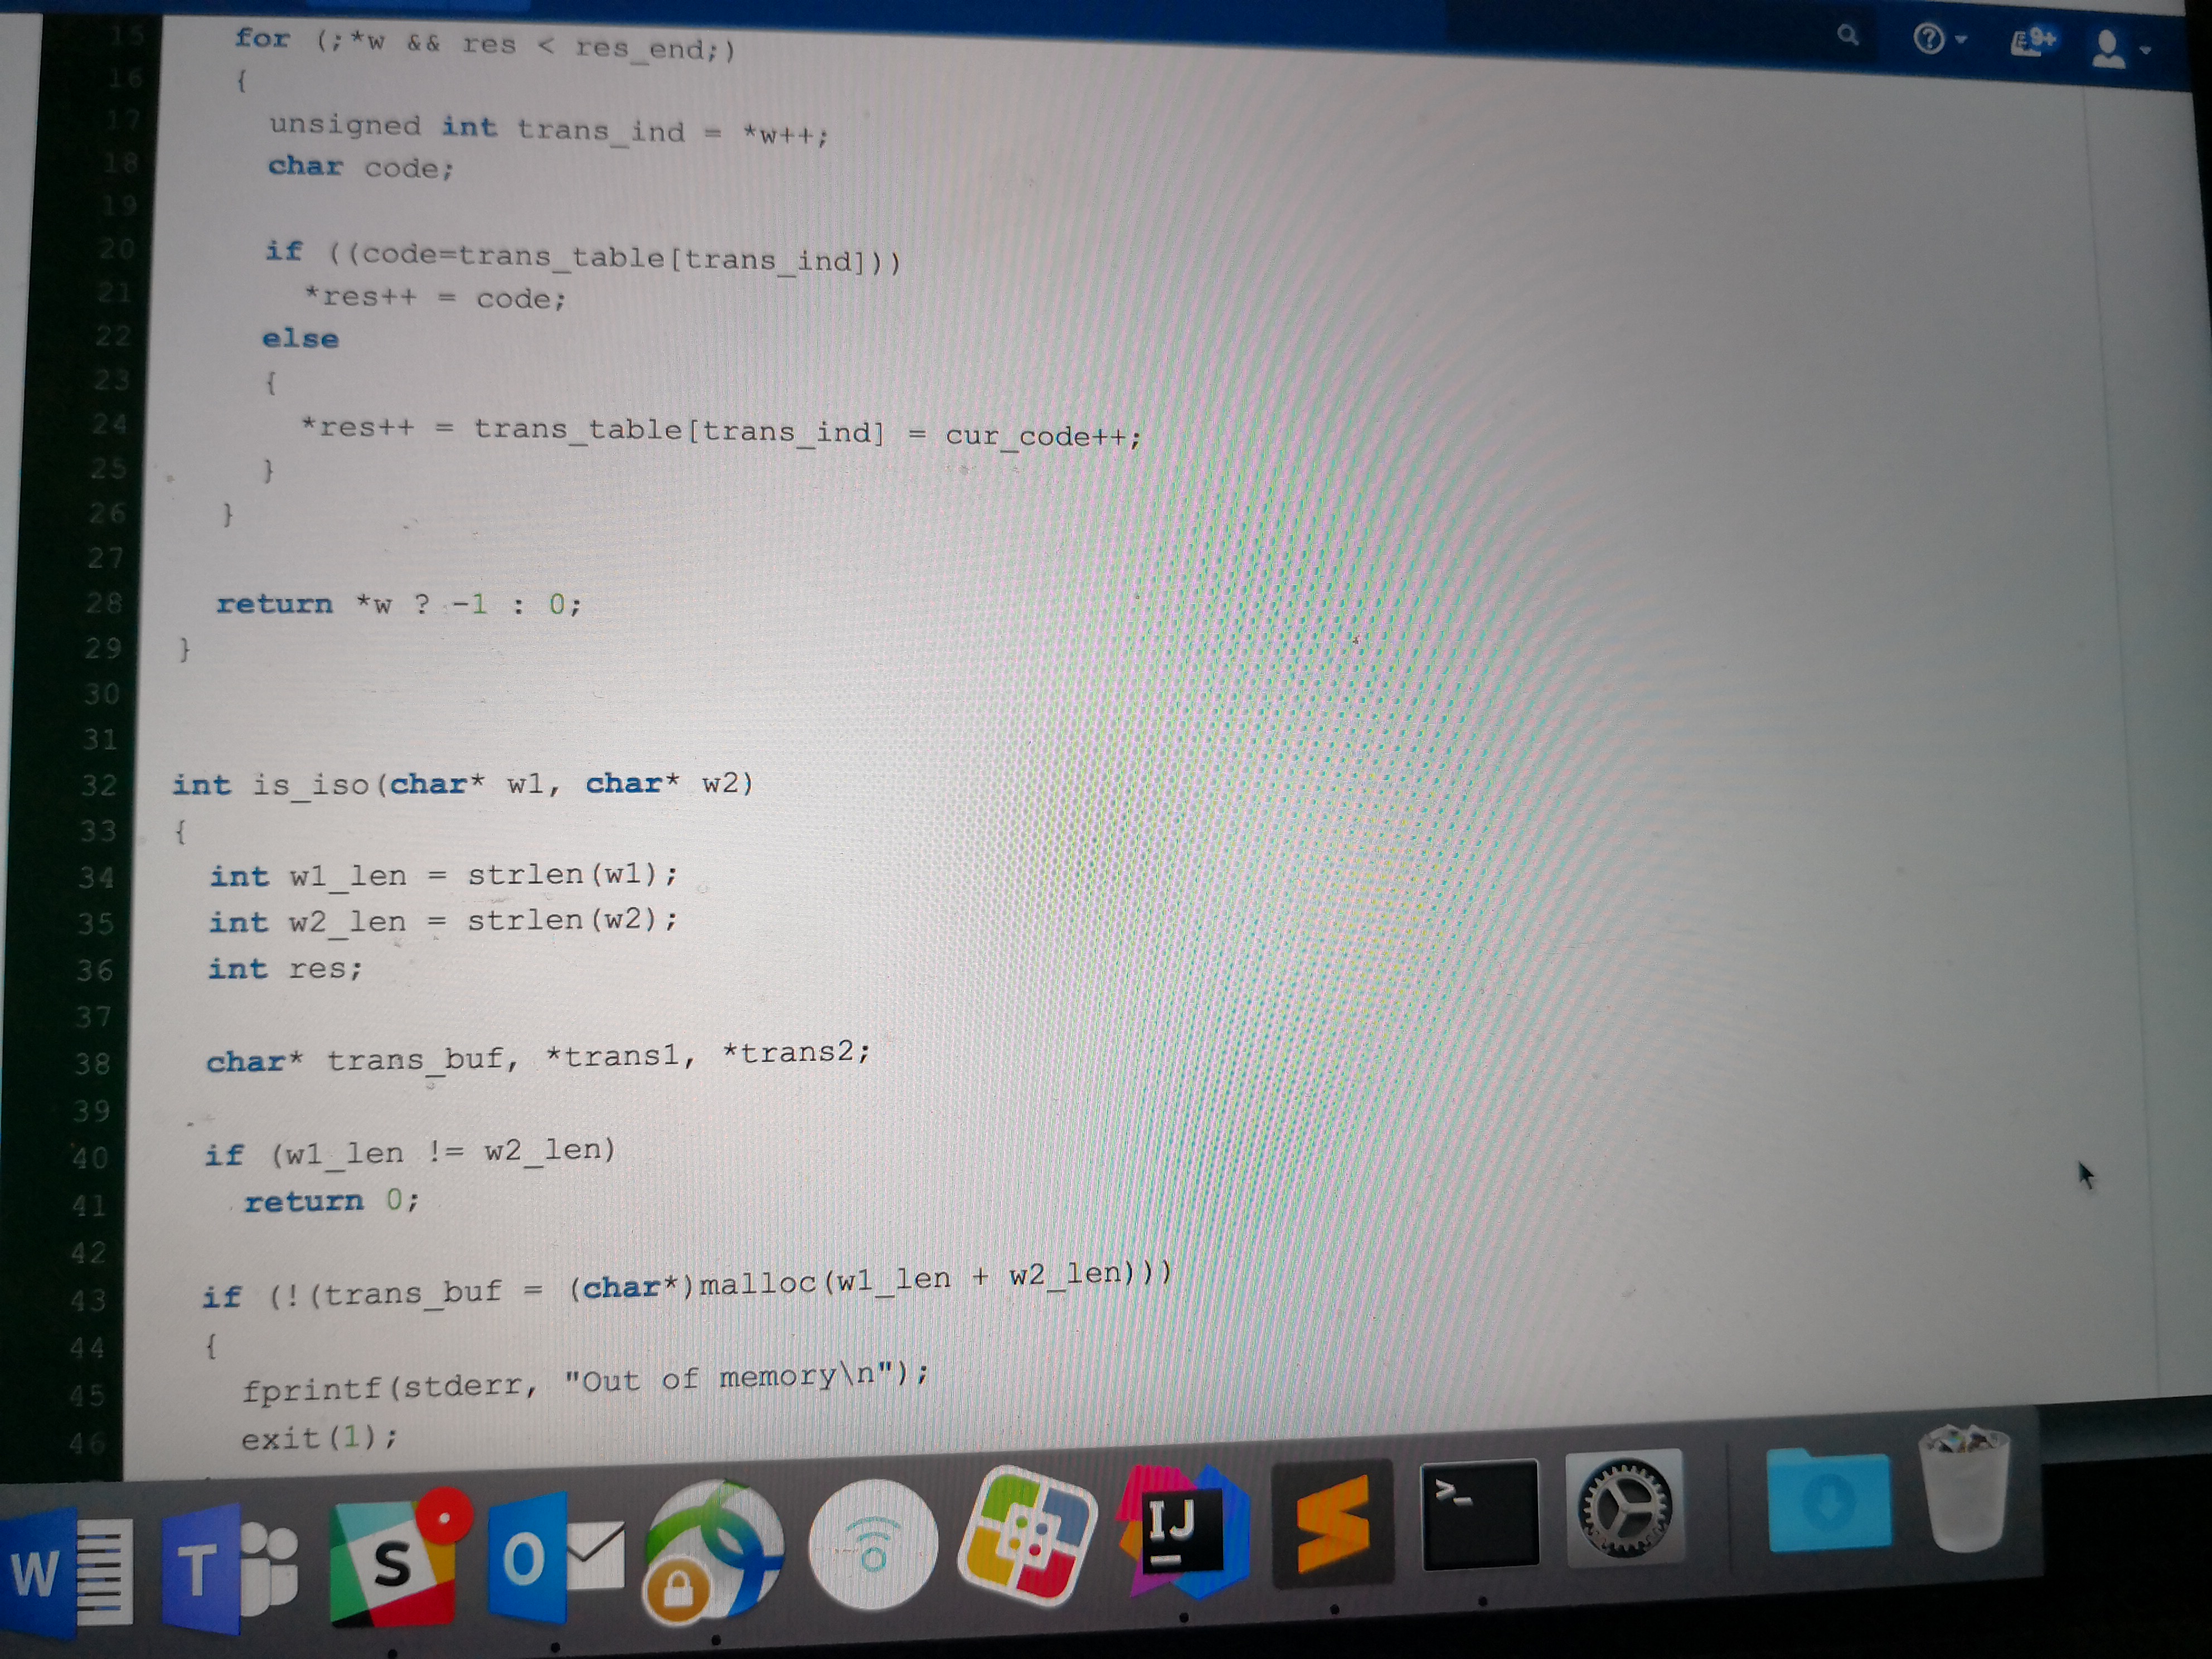 15 for (;*w && res < res_end;)
16 {
17 unsigned int trans_ind = *w++;
18 char code;
19
20 if ((code=trans_table[trans_ind]))
21 *res++ = code;
22 else
23 {
24 *res++ = trans_table[trans_ind] = cur_code++;
25 }
26 }
27
28 return *w ? -1 : 0;
29 }
30
31
32 int is_iso(char* w1, char* w2)
33 {
34 int w1_len = strlen(w1);
35 int w2_len = strlen(w2);
36 int res;
37
38 char* trans_buf, *trans1, *trans2;
39
40 if (w1_len != w2_len)
41 return 0;
42
43 if (!(trans_buf = (char*)malloc(w1_len + w2_len)))
44 {
45 fprintf(stderr, "Out of memory\n");
46 exit(1);
9+
W T S O IJ >_